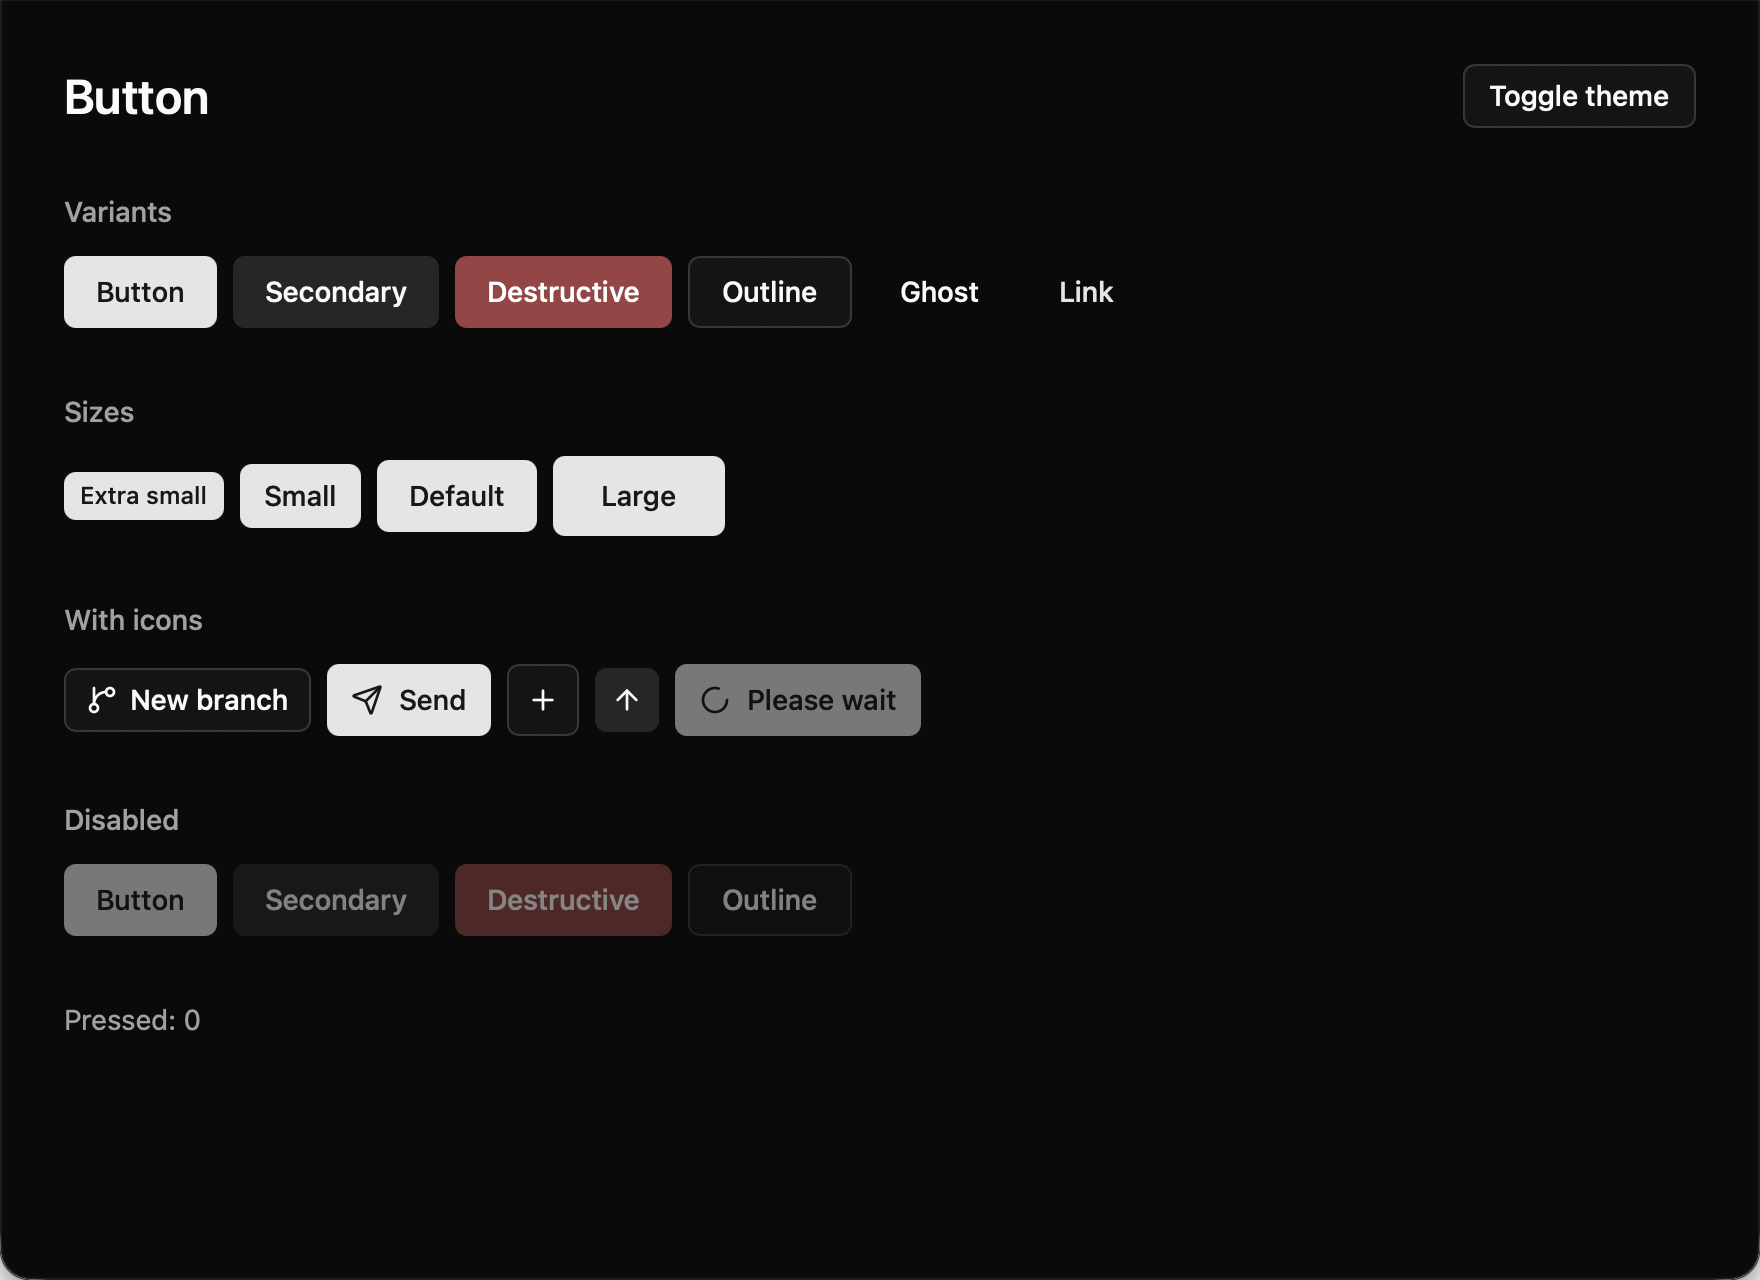 Button
Toggle theme
Variants
Button Secondary Destructive Outline Ghost Link
Sizes
Extra small Small Default Large
With icons
New branch Send Please wait
Disabled
Button Secondary Destructive Outline
Pressed: 0